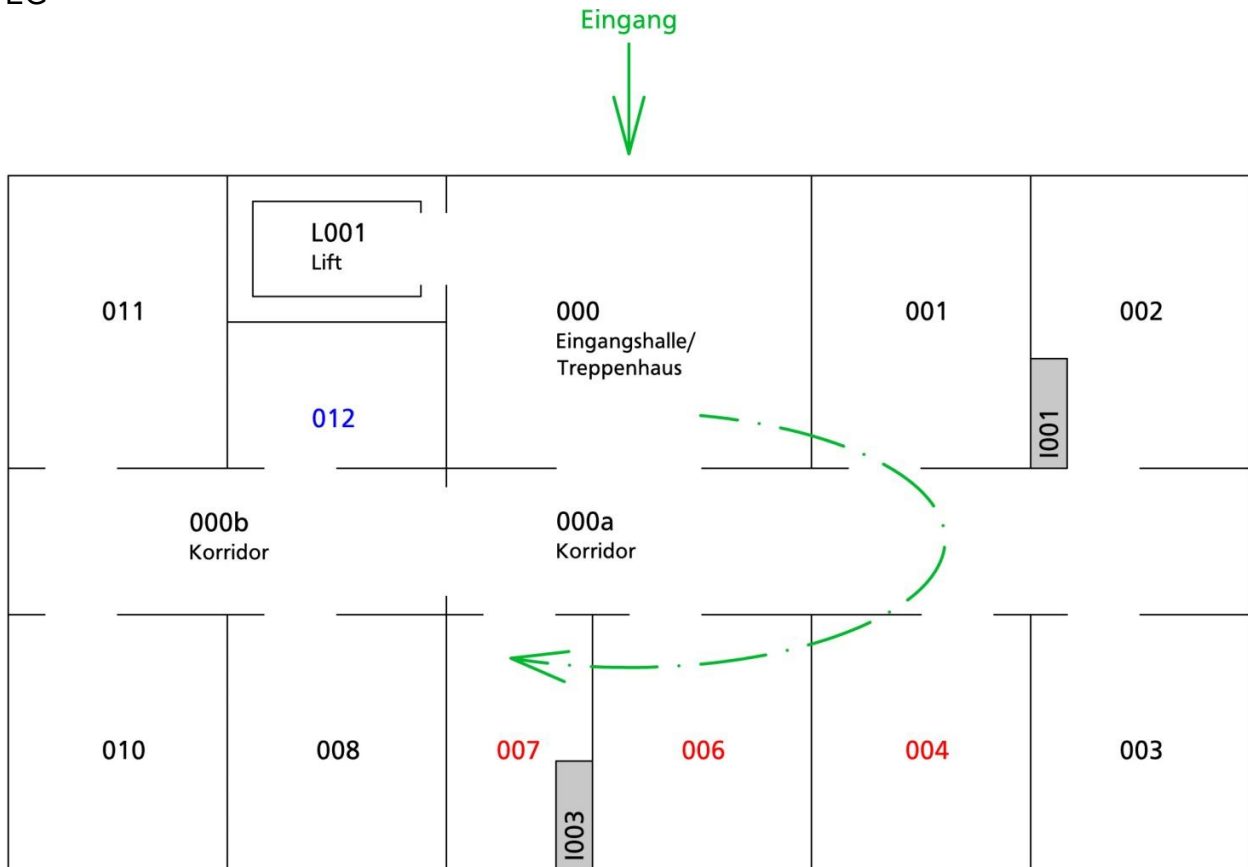 EG
Eingang
L001
Lift
011
000
Eingangshalle/
Treppenhaus
001
002
012
I001
000b
Korridor
000a
Korridor
010
008
007
006
004
003
I003